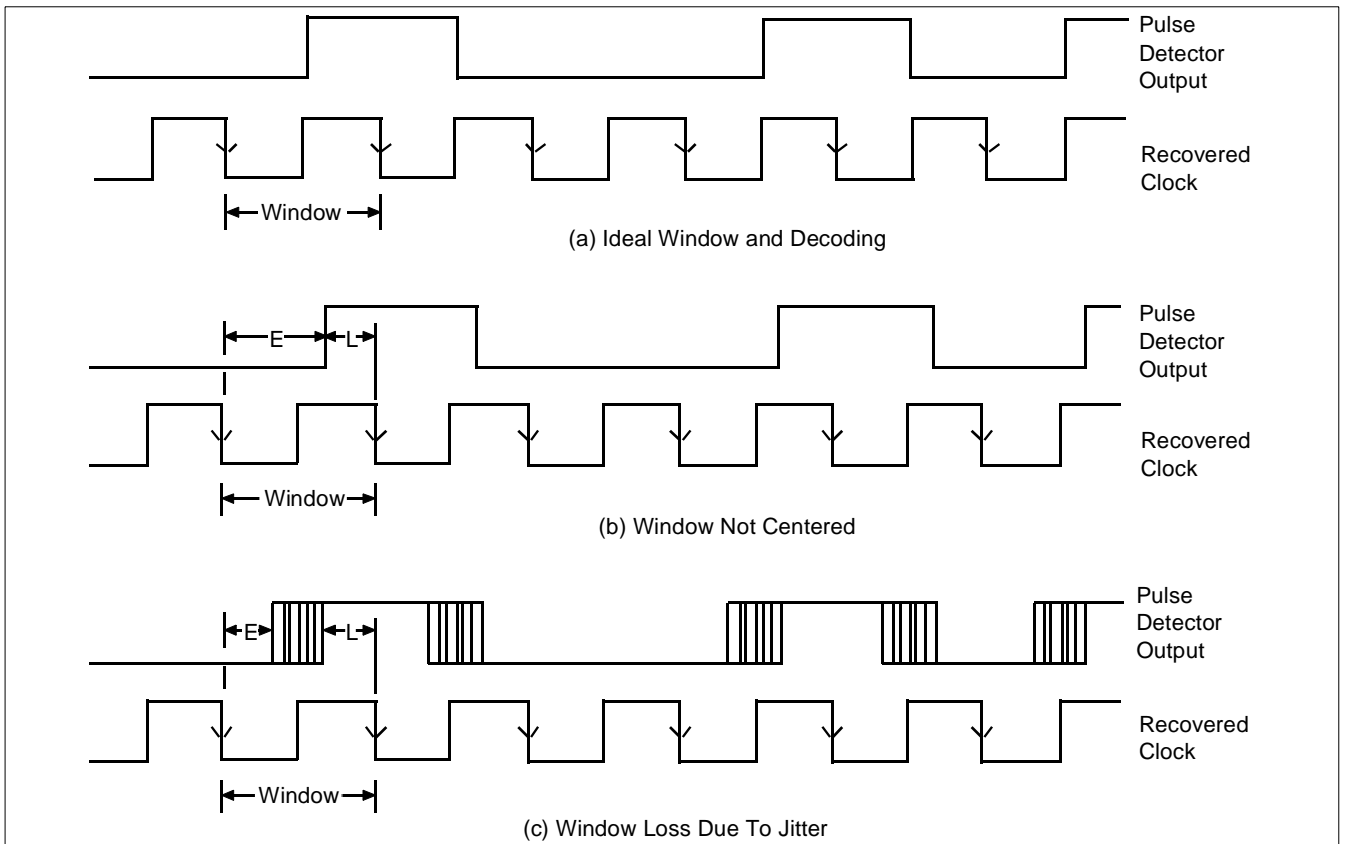 Pulse
Detector
Output
Recovered
Clock
Window
(a) Ideal Window and Decoding
E
L
Pulse
Detector
Output
Recovered
Clock
Window
(b) Window Not Centered
E
L
Pulse
Detector
Output
Recovered
Clock
Window
(c) Window Loss Due To Jitter